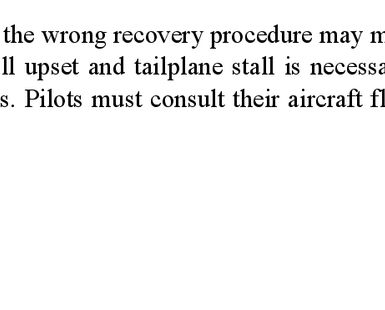 the wrong recovery procedure may m
ll upset and tailplane stall is necessa
s. Pilots must consult their aircraft fl